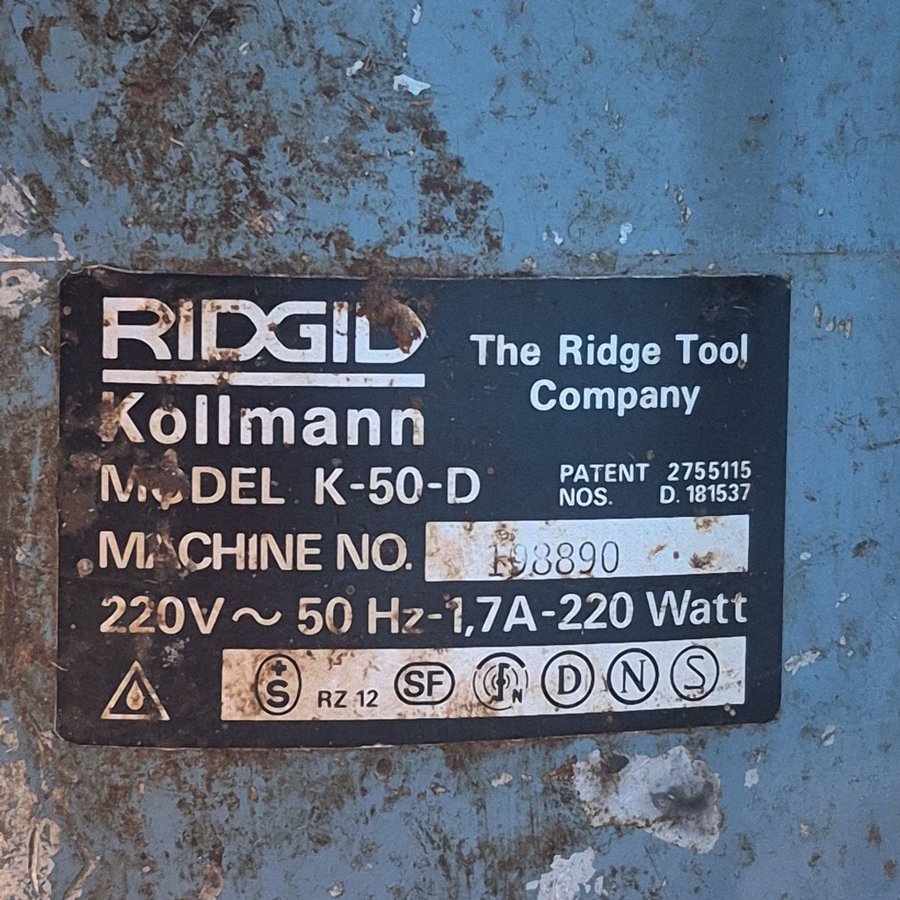 RIDGID
Kollmann
The Ridge Tool
Company
MODEL K-50-D
PATENT 2755115
NOS. D. 181537
MACHINE NO. 198890
220V ~ 50 Hz-1,7A-220 Watt
+S RZ 12 SF N D N S